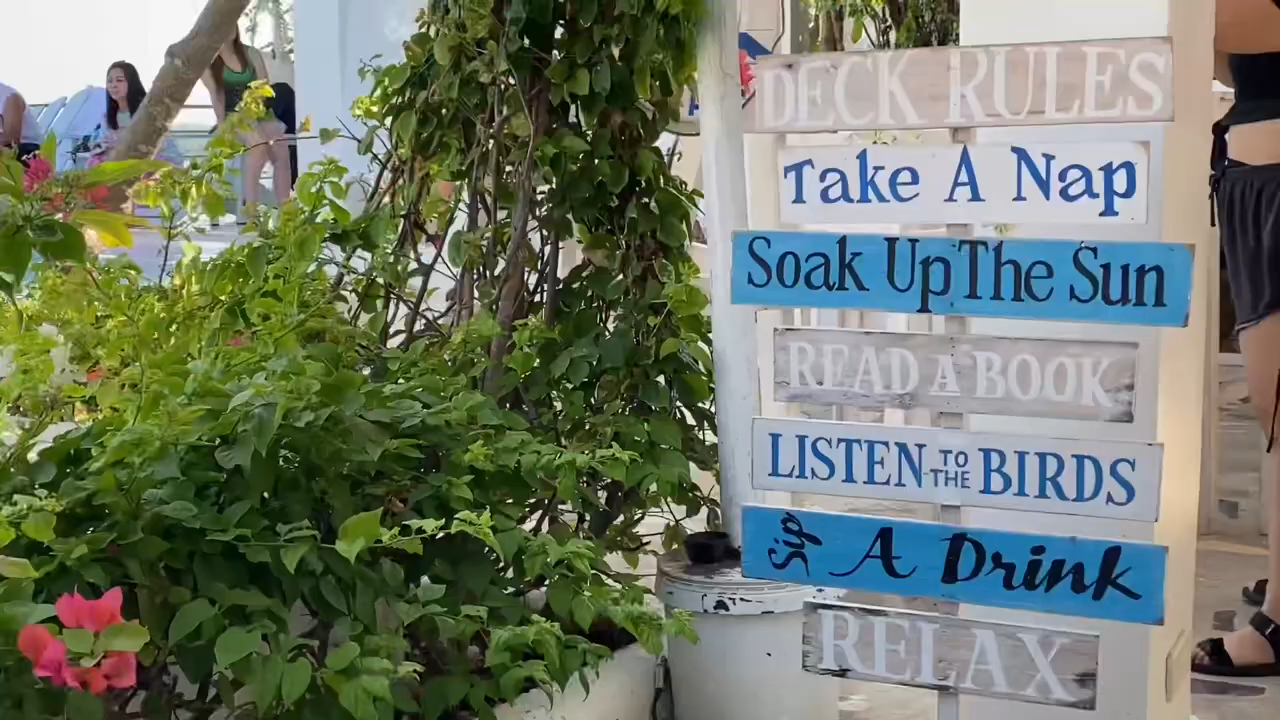 DECK RULES
Take A Nap
Soak Up The Sun
READ A BOOK
LISTEN TO THE BIRDS
Sip A Drink
RELAX